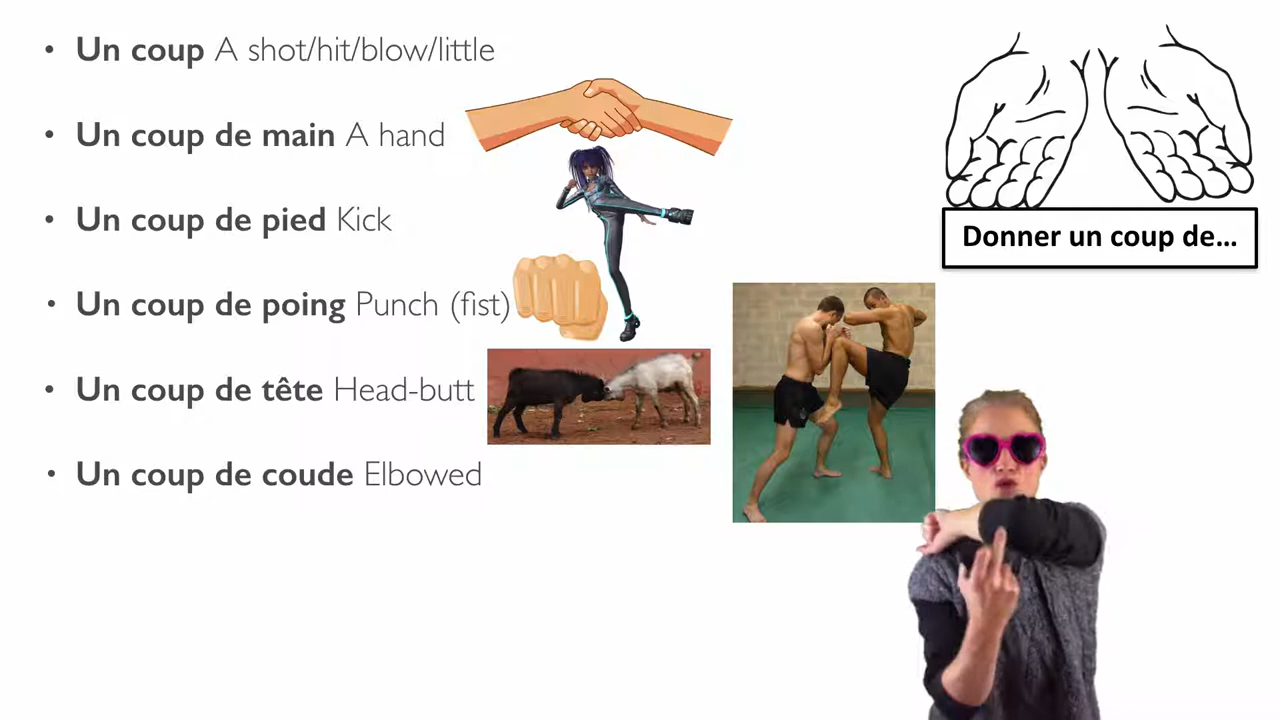 Un coup A shot/hit/blow/little
Un coup de main A hand
Un coup de pied Kick
Un coup de poing Punch (fist)
Un coup de tête Head-butt
Un coup de coude Elbowed
Donner un coup de...